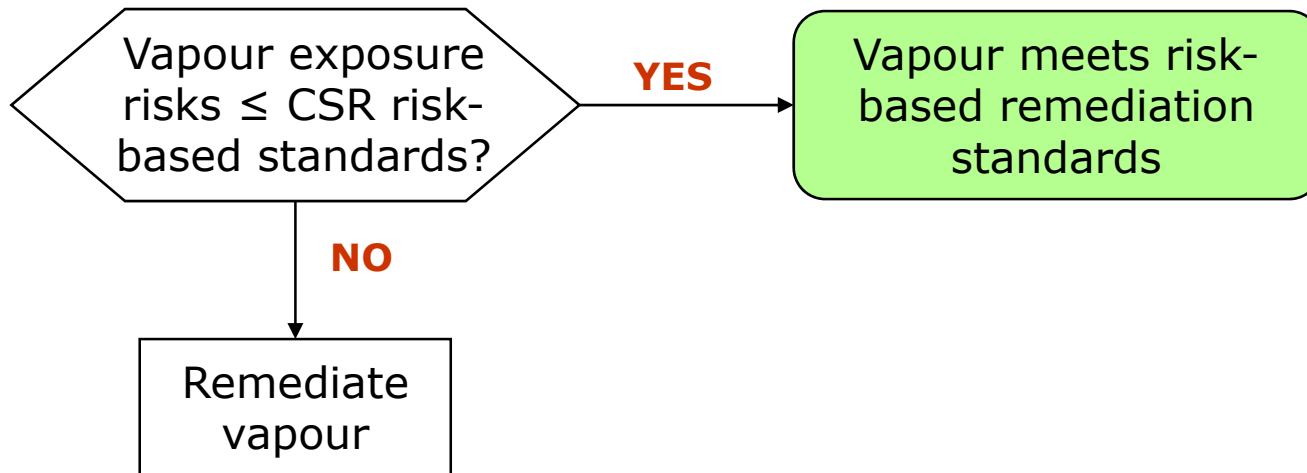 Vapour exposure
risks ≤ CSR risk-
based standards?
YES
Vapour meets risk-
based remediation
standards
NO
Remediate
vapour